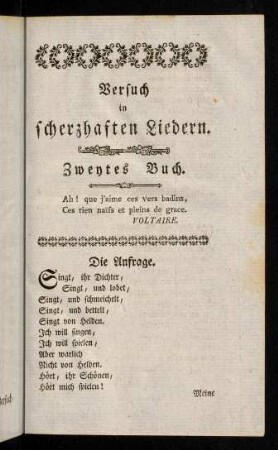 Versuch
in
scherzhaften Liedern.
Zweytes Buch.
Ah! que j'aime ces vers badins,
Ces rien naifs et pleins de grace.
VOLTAIRE.
Die Anfrage.
Singt, ihr Dichter,
Singt, und lobet,
Singt, und schmeichelt,
Singt, und bettelt,
Singt von Helden.
Ich will singen,
Ich will spielen,
Aber warlich
Nicht von Helden.
Hört, ihr Schönen,
Hört mich spielen!
Meine